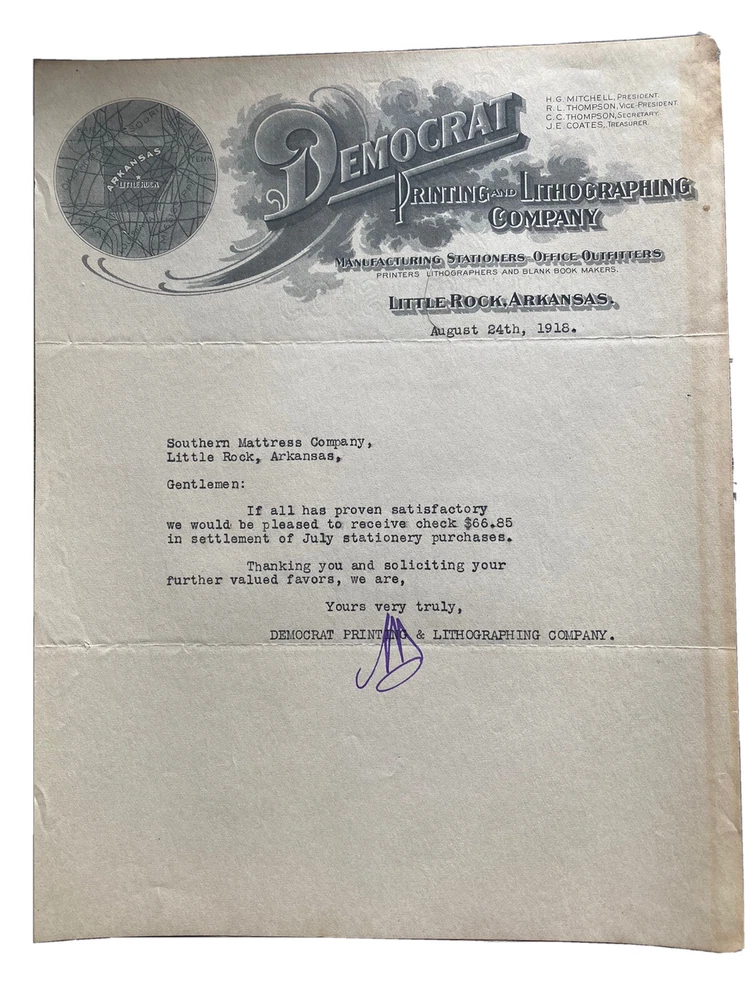 ARKANSAS
LITTLE ROCK
TENN
DEMOCRAT
PRINTING AND LITHOGRAPHING
COMPANY
H.G. MITCHELL, PRESIDENT.
R.L. THOMPSON, VICE-PRESIDENT
C.C. THOMPSON, SECRETARY.
J.E. COATES, TREASURER.
MANUFACTURING STATIONERS OFFICE OUTFITTERS
PRINTERS LITHOGRAPHERS AND BLANK BOOK MAKERS.
LITTLE ROCK, ARKANSAS.
August 24th, 1918.
Southern Mattress Company,
Little Rock, Arkansas,
Gentlemen:
If all has proven satisfactory
we would be pleased to receive check $66.85
in settlement of July stationery purchases.
Thanking you and soliciting your
further valued favors, we are,
Yours very truly,
DEMOCRAT PRINTING & LITHOGRAPHING COMPANY.